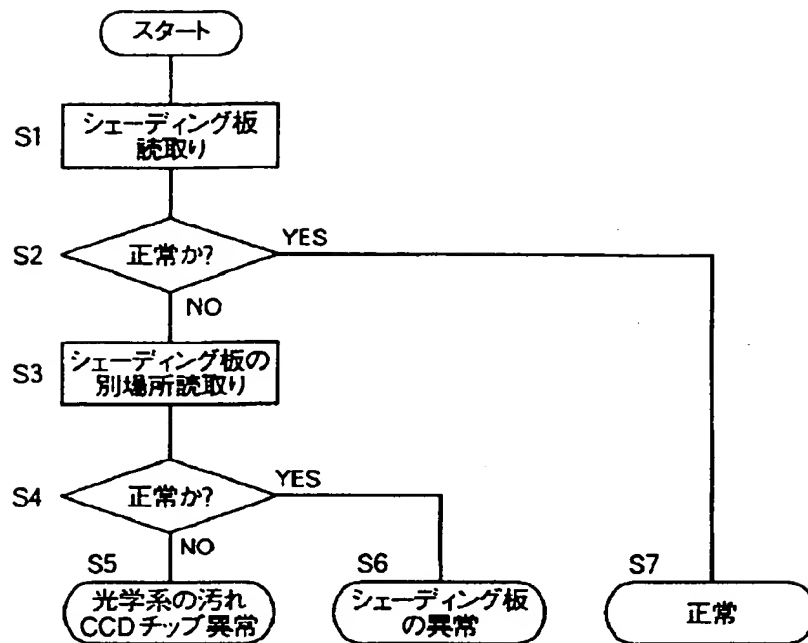 スタート
S1
シェーディング板
読取り
S2
正常か?
YES
NO
S3
シェーディング板の
別場所読取り
S4
正常か?
YES
NO
S5
光学系の汚れ
CCDチップ異常
S6
シェーディング板
の異常
S7
正常